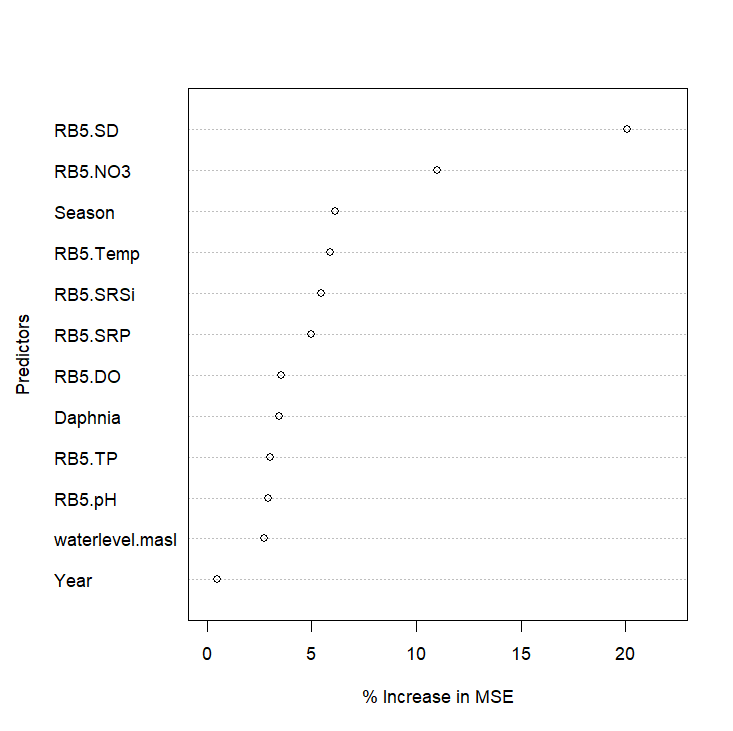 RB5.SD
RB5.NO3
Season
RB5.Temp
RB5.SRSi
RB5.SRP
RB5.DO
Daphnia
RB5.TP
RB5.pH
waterlevel.masl
Year
Predictors
0 5 10 15 20
% Increase in MSE